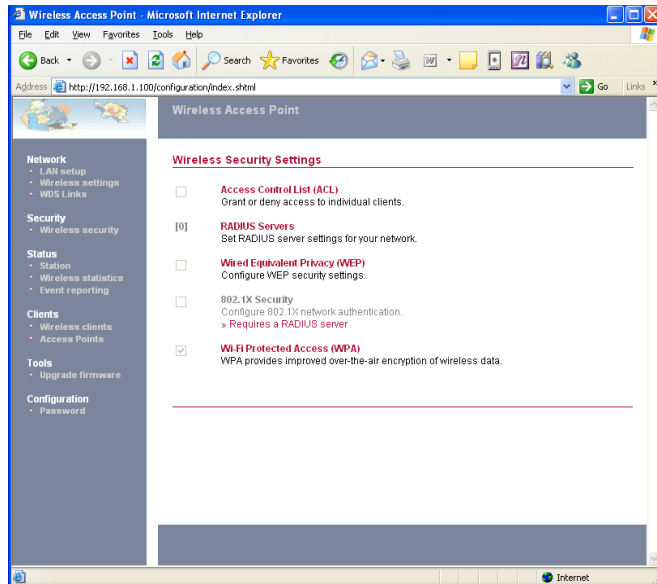 Wireless Access Point - Microsoft Internet Explorer
File Edit View Favorites Tools Help
Back Search Favorites
Address http://192.168.1.100/configuration/index.shtml Go Links »
Wireless Access Point
Network
LAN setup
Wireless settings
WDS Links
Security
Wireless security
Status
Station
Wireless statistics
Event reporting
Clients
Wireless clients
Access Points
Tools
Upgrade firmware
Configuration
Password
Wireless Security Settings
Access Control List (ACL)
Grant or deny access to individual clients.
[0] RADIUS Servers
Set RADIUS server settings for your network.
Wired Equivalent Privacy (WEP)
Configure WEP security settings.
802.1X Security
Configure 802.1X network authentication.
» Requires a RADIUS server
Wi-Fi Protected Access (WPA)
WPA provides improved over-the-air encryption of wireless data.
Internet